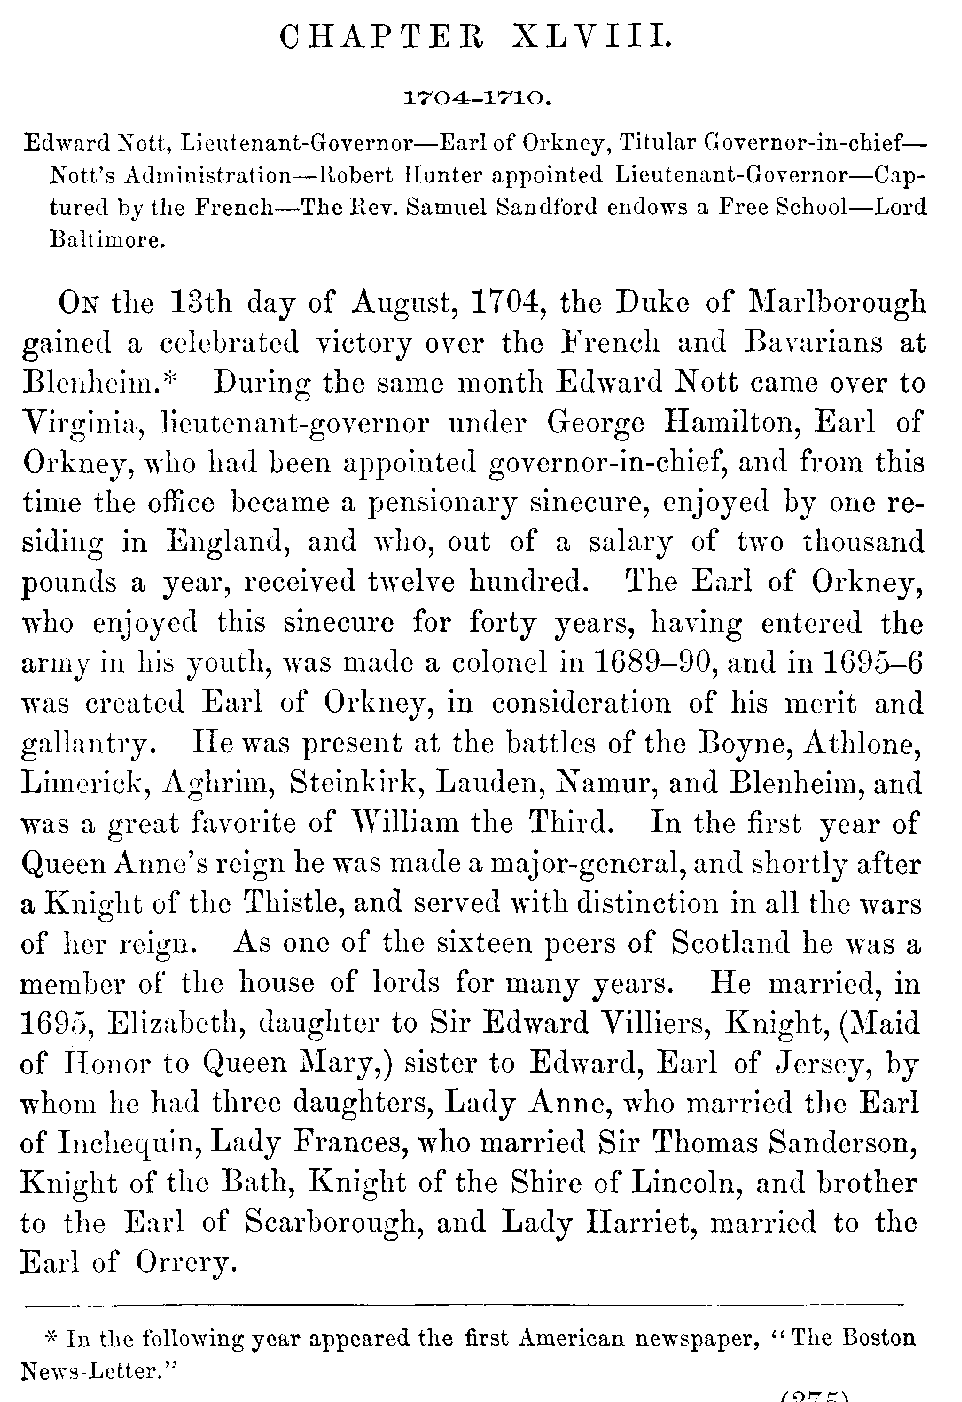 CHAPTER XLVIII.
1704–1710.
Edward Nott, Lieutenant-Governor—Earl of Orkney, Titular Governor-in-chief—
Nott's Administration—Robert Hunter appointed Lieutenant-Governor—Cap-
tured by the French—The Rev. Samuel Sandford endows a Free School—Lord
Baltimore.
On the 13th day of August, 1704, the Duke of Marlborough
gained a celebrated victory over the French and Bavarians at
Blenheim.* During the same month Edward Nott came over to
Virginia, lieutenant-governor under George Hamilton, Earl of
Orkney, who had been appointed governor-in-chief, and from this
time the office became a pensionary sinecure, enjoyed by one re-
siding in England, and who, out of a salary of two thousand
pounds a year, received twelve hundred. The Earl of Orkney,
who enjoyed this sinecure for forty years, having entered the
army in his youth, was made a colonel in 1689–90, and in 1695–6
was created Earl of Orkney, in consideration of his merit and
gallantry. He was present at the battles of the Boyne, Athlone,
Limerick, Aghrim, Steinkirk, Lauden, Namur, and Blenheim, and
was a great favorite of William the Third. In the first year of
Queen Anne's reign he was made a major-general, and shortly after
a Knight of the Thistle, and served with distinction in all the wars
of her reign. As one of the sixteen peers of Scotland he was a
member of the house of lords for many years. He married, in
1695, Elizabeth, daughter to Sir Edward Villiers, Knight, (Maid
of Honor to Queen Mary,) sister to Edward, Earl of Jersey, by
whom he had three daughters, Lady Anne, who married the Earl
of Inchequin, Lady Frances, who married Sir Thomas Sanderson,
Knight of the Bath, Knight of the Shire of Lincoln, and brother
to the Earl of Scarborough, and Lady Harriet, married to the
Earl of Orrery.
* In the following year appeared the first American newspaper, "The Boston
News-Letter."
(275)